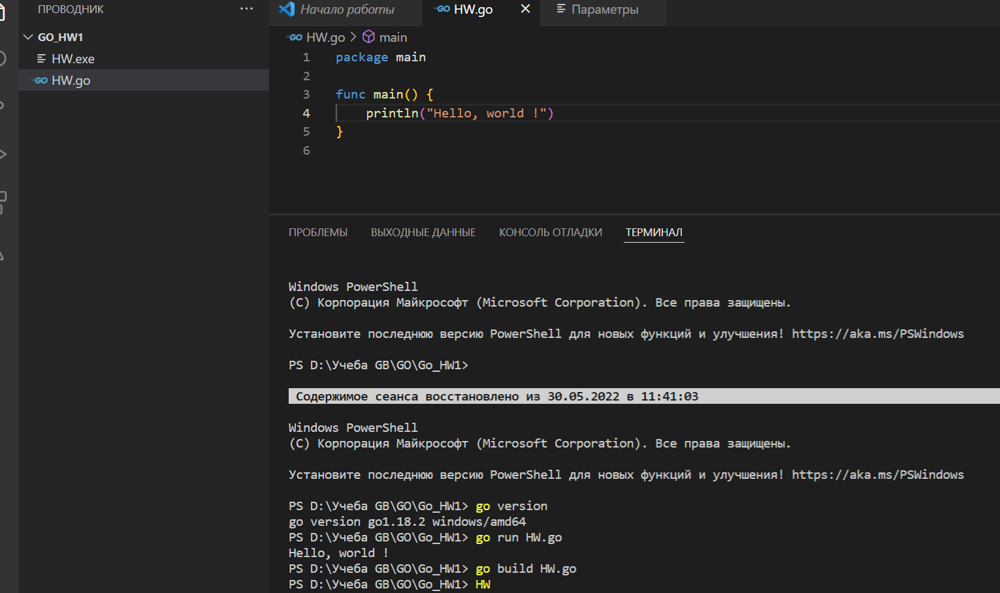 ПРОВОДНИК ...
GO_HW1
HW.exe
GO HW.go
Начало работы
GO HW.go
Параметры
GO HW.go > main
1 package main
2
3 func main() {
4 println("Hello, world !")
5 }
6
ПРОБЛЕМЫ ВЫХОДНЫЕ ДАННЫЕ КОНСОЛЬ ОТЛАДКИ ТЕРМИНАЛ
Windows PowerShell
(C) Корпорация Майкрософт (Microsoft Corporation). Все права защищены.
Установите последнюю версию PowerShell для новых функций и улучшения! https://aka.ms/PSWindows
PS D:\Учеба GB\GO\Go_HW1>
Содержимое сеанса восстановлено из 30.05.2022 в 11:41:03
Windows PowerShell
(C) Корпорация Майкрософт (Microsoft Corporation). Все права защищены.
Установите последнюю версию PowerShell для новых функций и улучшения! https://aka.ms/PSWindows
PS D:\Учеба GB\GO\Go_HW1> go version
go version go1.18.2 windows/amd64
PS D:\Учеба GB\GO\Go_HW1> go run HW.go
Hello, world !
PS D:\Учеба GB\GO\Go_HW1> go build HW.go
PS D:\Учеба GB\GO\Go_HW1> HW